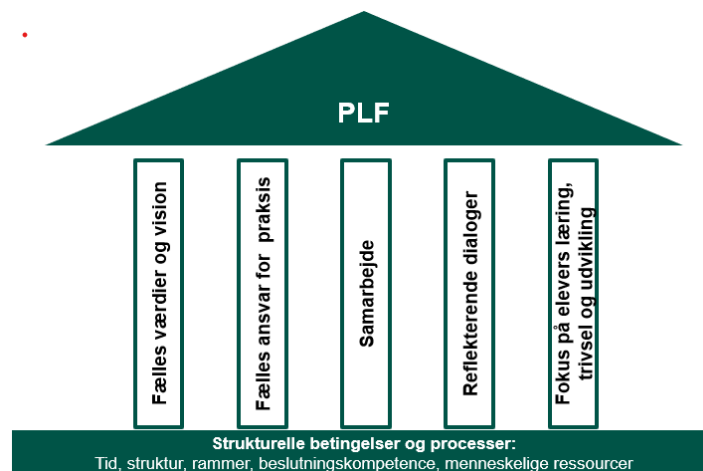 PLF
Fælles værdier og vision
Fælles ansvar for praksis
Samarbejde
Reflekterende dialoger
Fokus på elevers læring,
trivsel og udvikling
Strukturelle betingelser og processer:
Tid, struktur, rammer, beslutningskompetence, menneskelige ressourcer